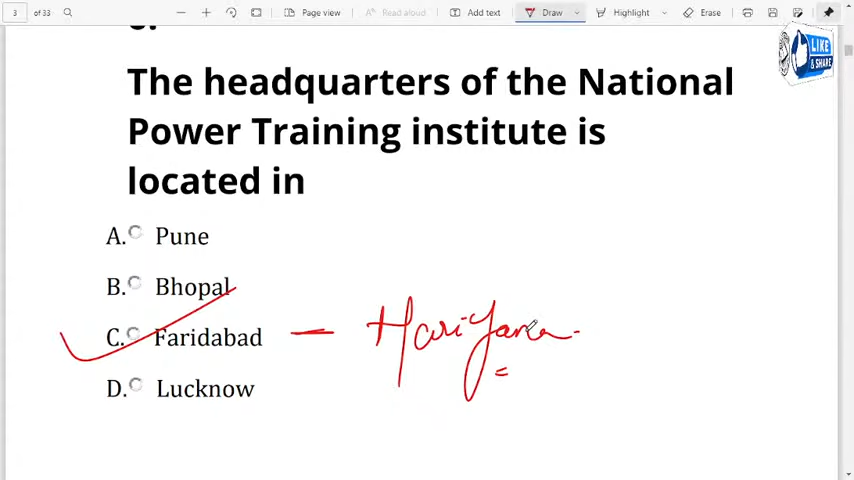 3 of 33 Page view Read aloud Add text Draw Highlight Erase
LIKE
& SHARE
The headquarters of the National
Power Training institute is
located in
A. Pune
B. Bhopal
C. Faridabad — Hariyana
D. Lucknow